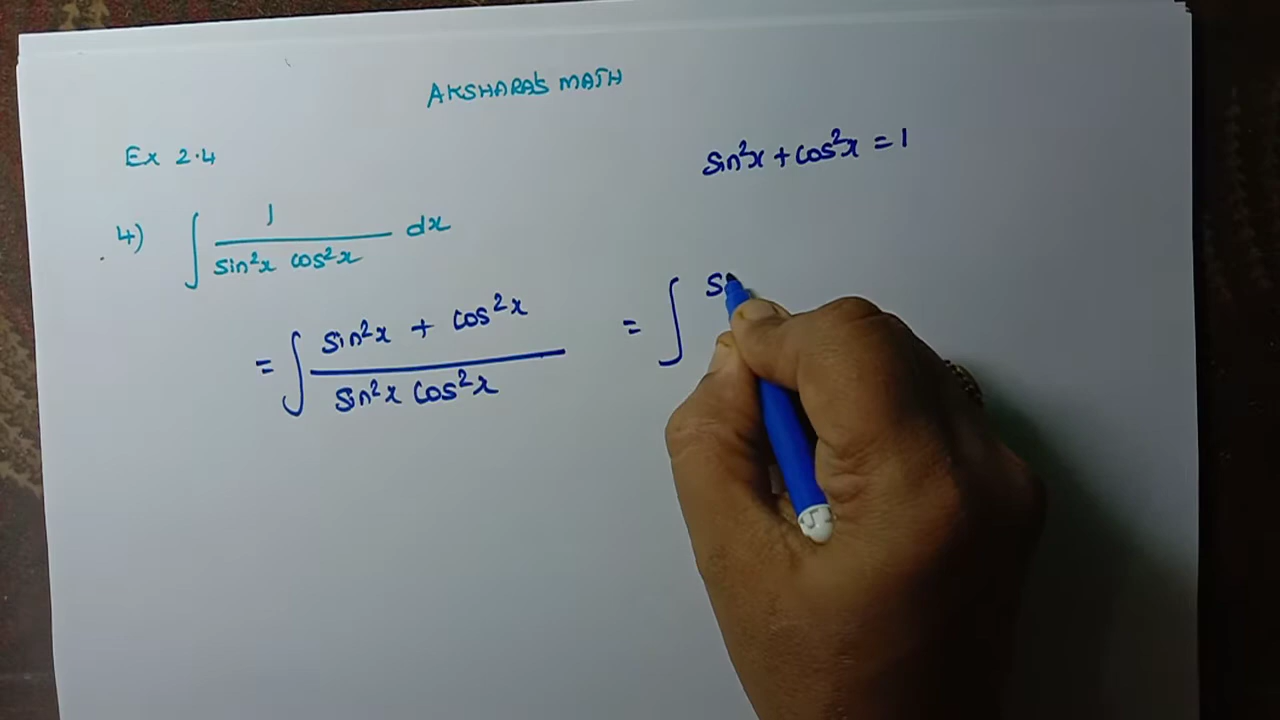 AKSHARA'S MATH
Ex 2.4
sin²x + cos²x = 1
4) ∫ 1 / sin²x cos²x dx
= ∫ sin²x + cos²x / sin²x cos²x
= ∫ s